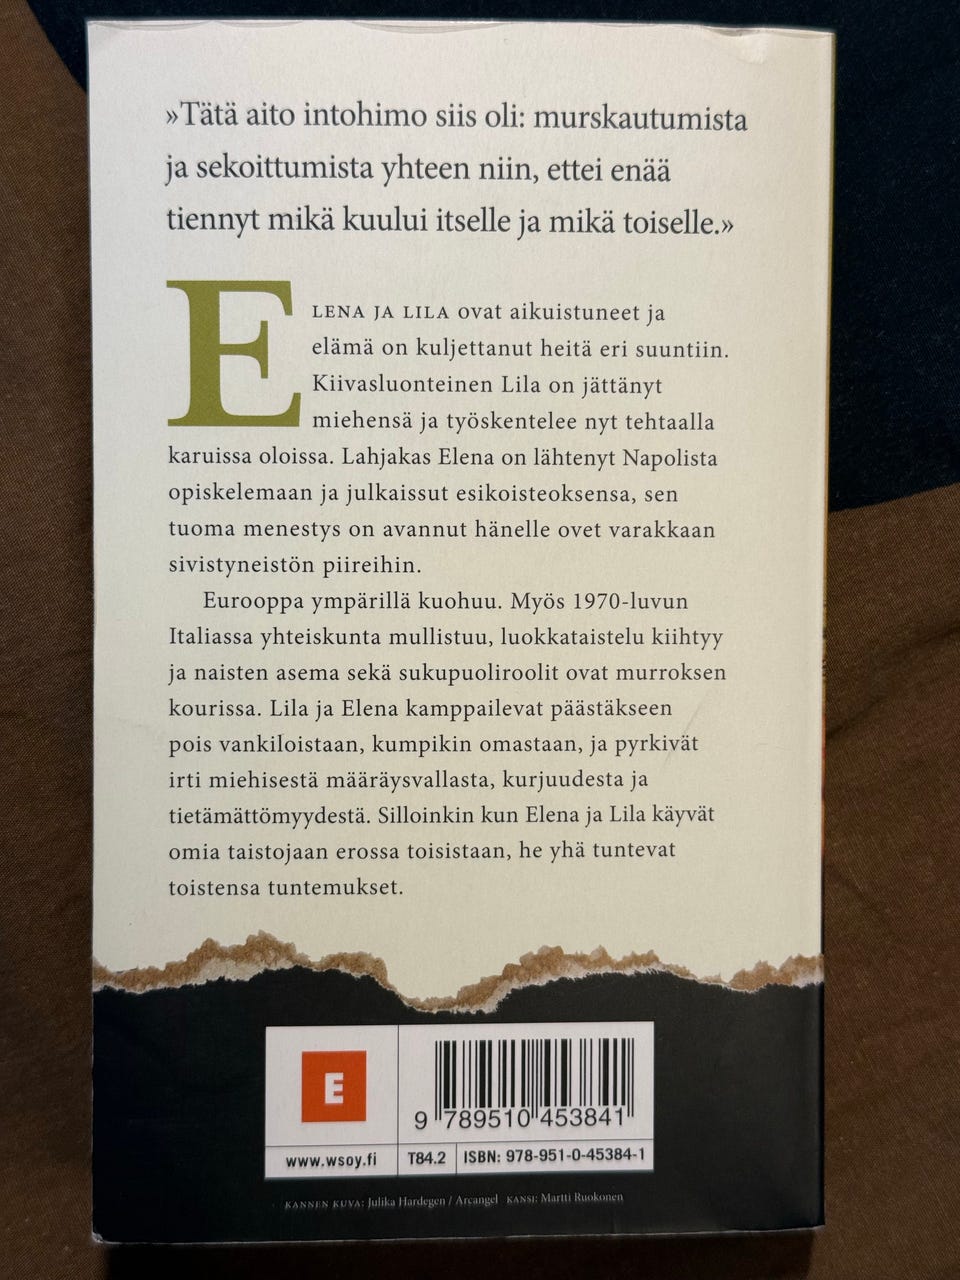 »Tätä aito intohimo siis oli: murskautumista
ja sekoittumista yhteen niin, ettei enää
tiennyt mikä kuului itselle ja mikä toiselle.»
ELENA JA LILA ovat aikuistuneet ja
elämä on kuljettanut heitä eri suuntiin.
Kiivasluonteinen Lila on jättänyt
miehensä ja työskentelee nyt tehtaalla
karuissa oloissa. Lahjakas Elena on lähtenyt Napolista
opiskelemaan ja julkaissut esikoisteoksensa, sen
tuoma menestys on avannut hänelle ovet varakkaan
sivistyneistön piireihin.
Eurooppa ympärillä kuohuu. Myös 1970-luvun
Italiassa yhteiskunta mullistuu, luokkataistelu kiihtyy
ja naisten asema sekä sukupuoliroolit ovat murroksen
kourissa. Lila ja Elena kamppailevat päästäkseen
pois vankiloistaan, kumpikin omastaan, ja pyrkivät
irti miehisestä määräysvallasta, kurjuudesta ja
tietämättömyydestä. Silloinkin kun Elena ja Lila käyvät
omia taistojaan erossa toisistaan, he yhä tuntevat
toistensa tuntemukset.
E
9 789510 453841
www.wsoy.fi
T84.2
ISBN: 978-951-0-45384-1
KANNEN KUVA: Julika Hardegen / Arcangel KANSI: Martti Ruokonen